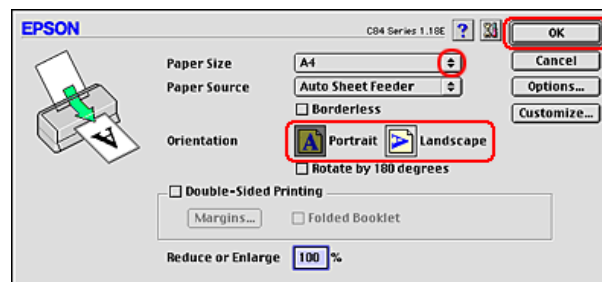 EPSON C84 Series 1.18E ? OK
Paper Size A4 Cancel
Paper Source Auto Sheet Feeder Options...
Borderless Customize...
Orientation A Portrait A Landscape
Rotate by 180 degrees
Double-Sided Printing
Margins... Folded Booklet
Reduce or Enlarge 100 %
A